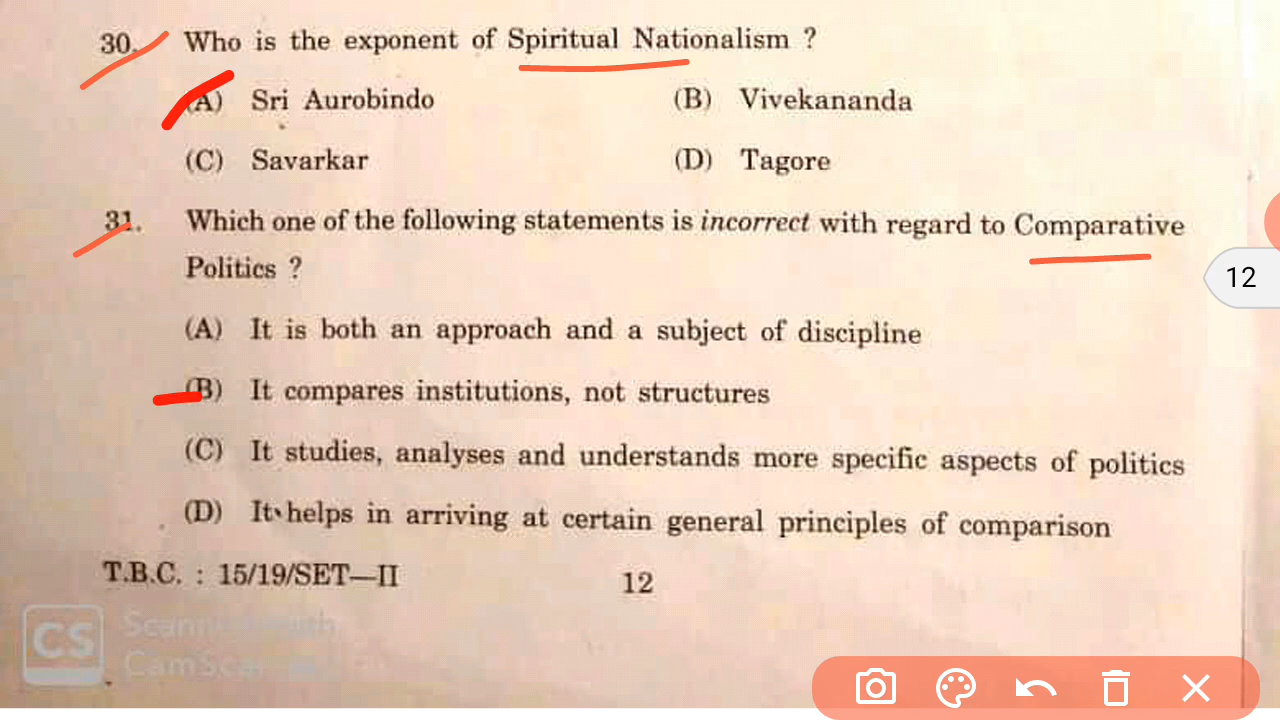 30. Who is the exponent of Spiritual Nationalism ?
(A) Sri Aurobindo (B) Vivekananda
(C) Savarkar (D) Tagore
31. Which one of the following statements is incorrect with regard to Comparative
Politics ?
12
(A) It is both an approach and a subject of discipline
(B) It compares institutions, not structures
(C) It studies, analyses and understands more specific aspects of politics
(D) It helps in arriving at certain general principles of comparison
T.B.C. : 15/19/SET—II 12
CS